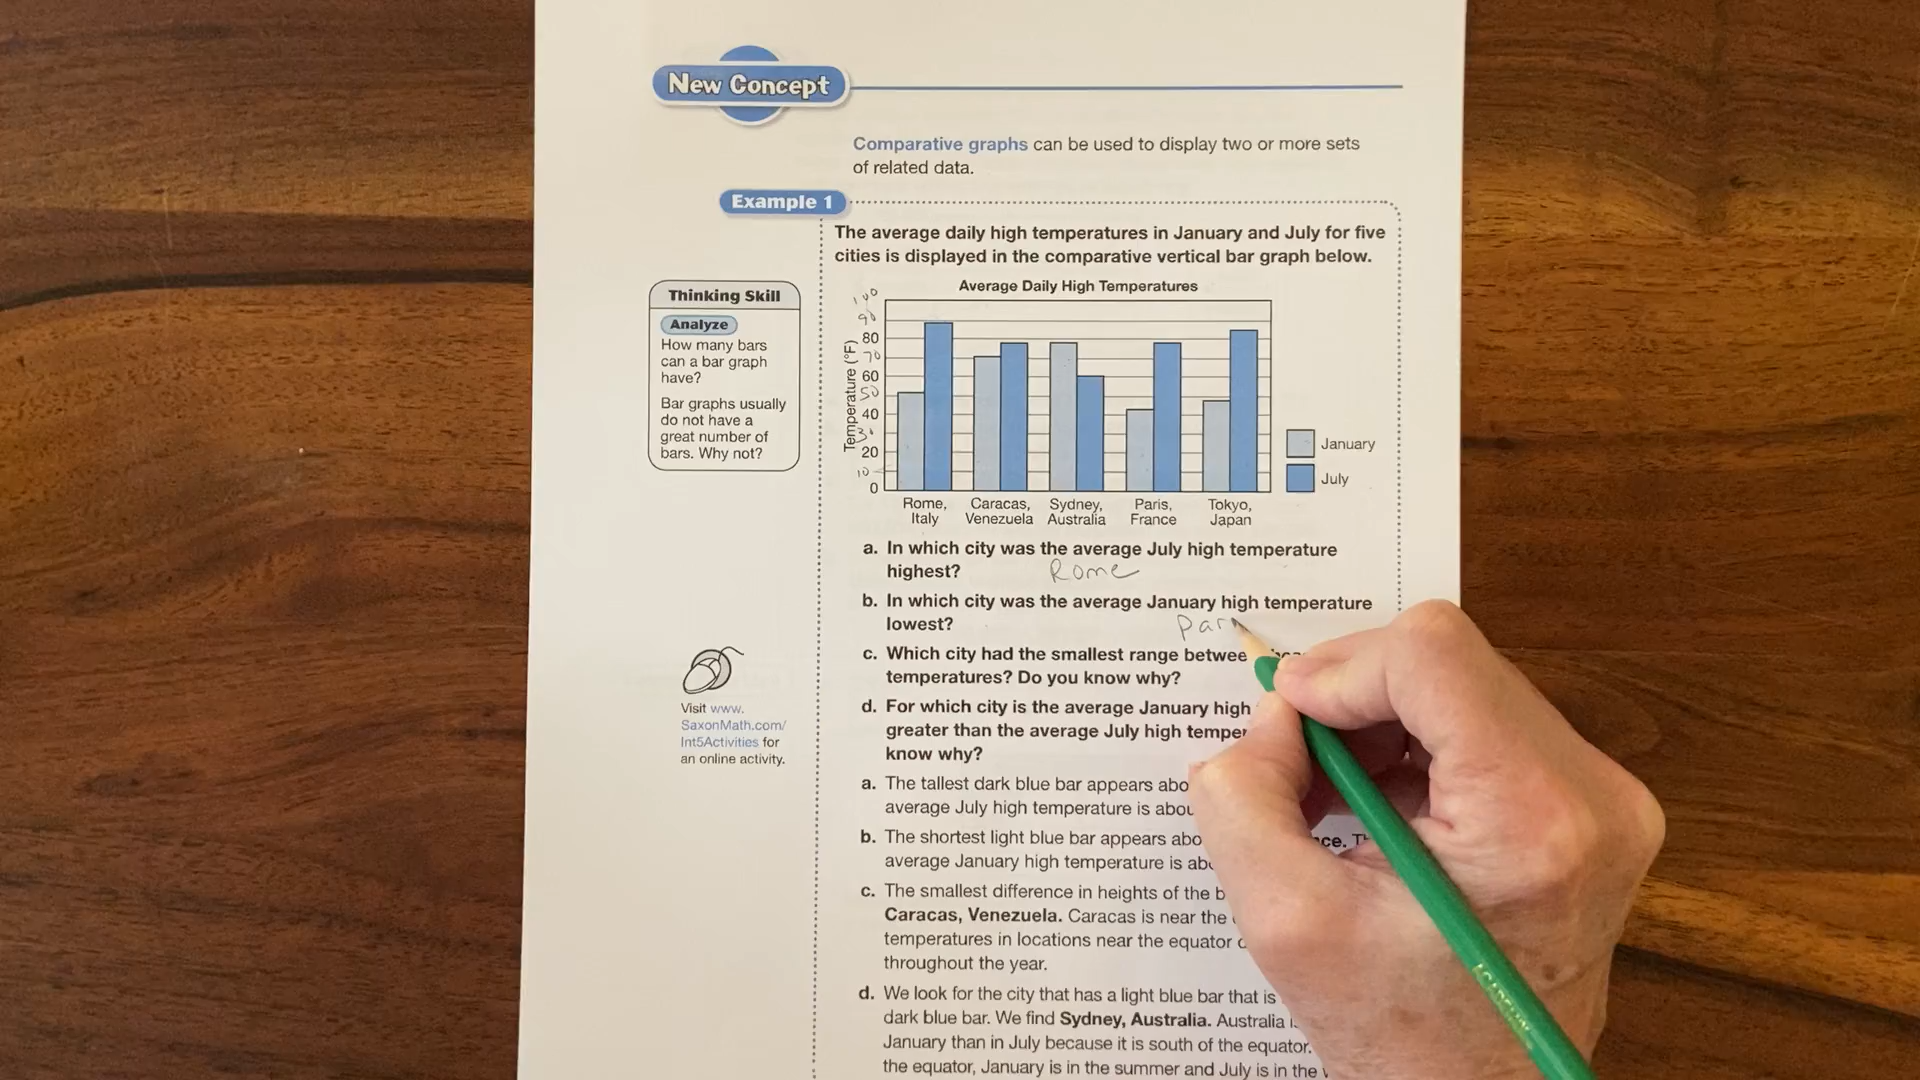 New Concept
Comparative graphs can be used to display two or more sets
of related data.
Example 1
The average daily high temperatures in January and July for five
cities is displayed in the comparative vertical bar graph below.
Thinking Skill
Analyze
How many bars
can a bar graph
have?
Bar graphs usually
do not have a
great number of
bars. Why not?
Average Daily High Temperatures
Temperature (°F)
100
90
80
70
60
50
40
30
20
10
0
Rome,
Italy
Caracas,
Venezuela
Sydney,
Australia
Paris,
France
Tokyo,
Japan
January
July
a. In which city was the average July high temperature
highest? Rome
b. In which city was the average January high temperature
lowest? Par
c. Which city had the smallest range
temperatures? Do you know why?
d. For which city is the average January high
greater than the average July high
know why?
Visit www.
SaxonMath.com/
Int5Activities for
an online activity.
a. The tallest dark blue bar appears
average July high temperature is
b. The shortest light blue bar appears
average January high temperature is
c. The smallest difference in heights of the
Caracas, Venezuela. Caracas is near the
temperatures in locations near the equator
throughout the year.
d. We look for the city that has a light blue bar that is
dark blue bar. We find Sydney, Australia. Australia
January than in July because it is south of the equator.
the equator, January is in the summer and July is in the